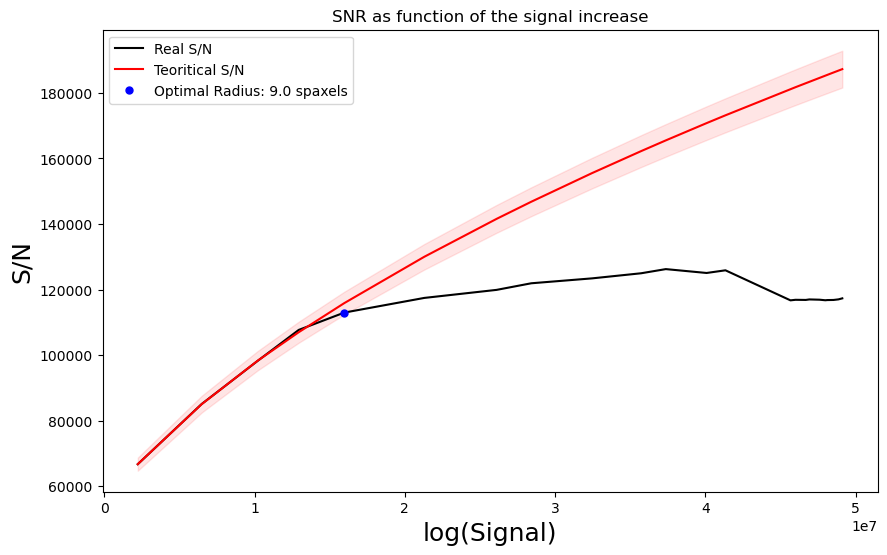 SNR as function of the signal increase
Real S/N
Teoritical S/N
Optimal Radius: 9.0 spaxels
S/N
180000
160000
140000
120000
100000
80000
60000
0 1 2 3 4 5
1e7
log(Signal)